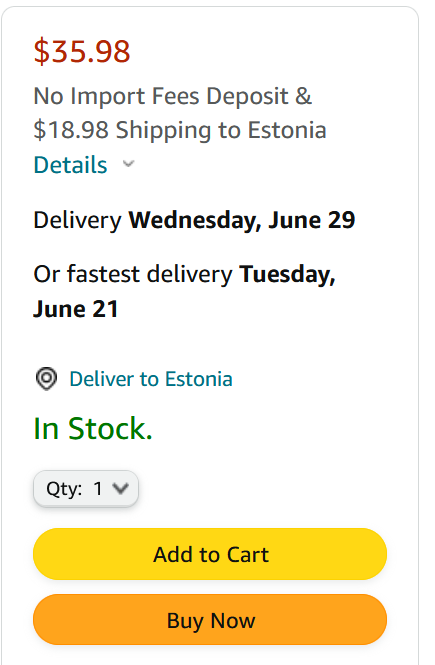 $35.98
No Import Fees Deposit &
$18.98 Shipping to Estonia
Details
Delivery Wednesday, June 29
Or fastest delivery Tuesday,
June 21
Deliver to Estonia
In Stock.
Qty: 1
Add to Cart
Buy Now